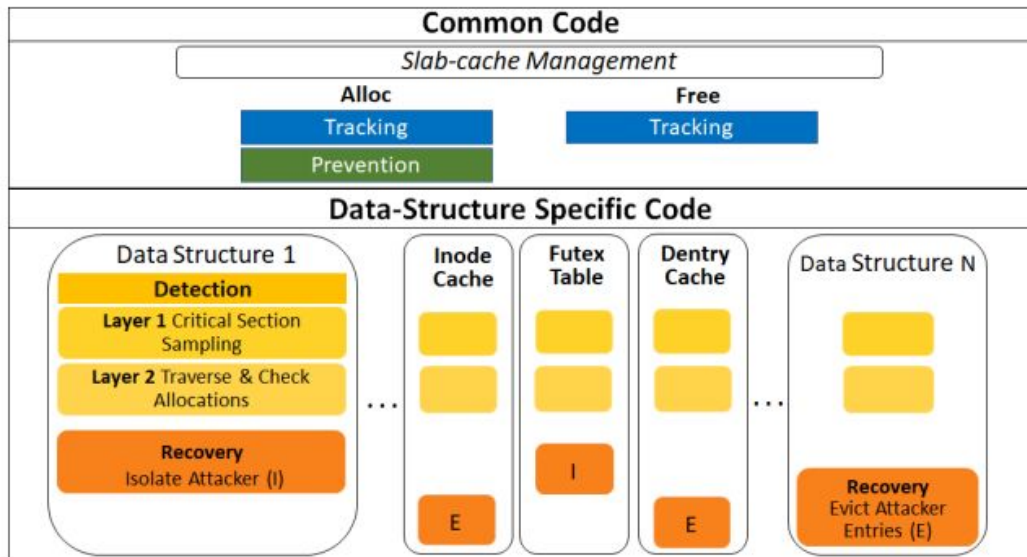 Common Code
Slab-cache Management
Alloc
Free
Tracking
Tracking
Prevention
Data-Structure Specific Code
Data Structure 1
Detection
Layer 1 Critical Section
Sampling
Layer 2 Traverse & Check
Allocations
Recovery
Isolate Attacker (I)
...
Inode
Cache
E
Futex
Table
I
Dentry
Cache
E
...
Data Structure N
Recovery
Evict Attacker
Entries (E)